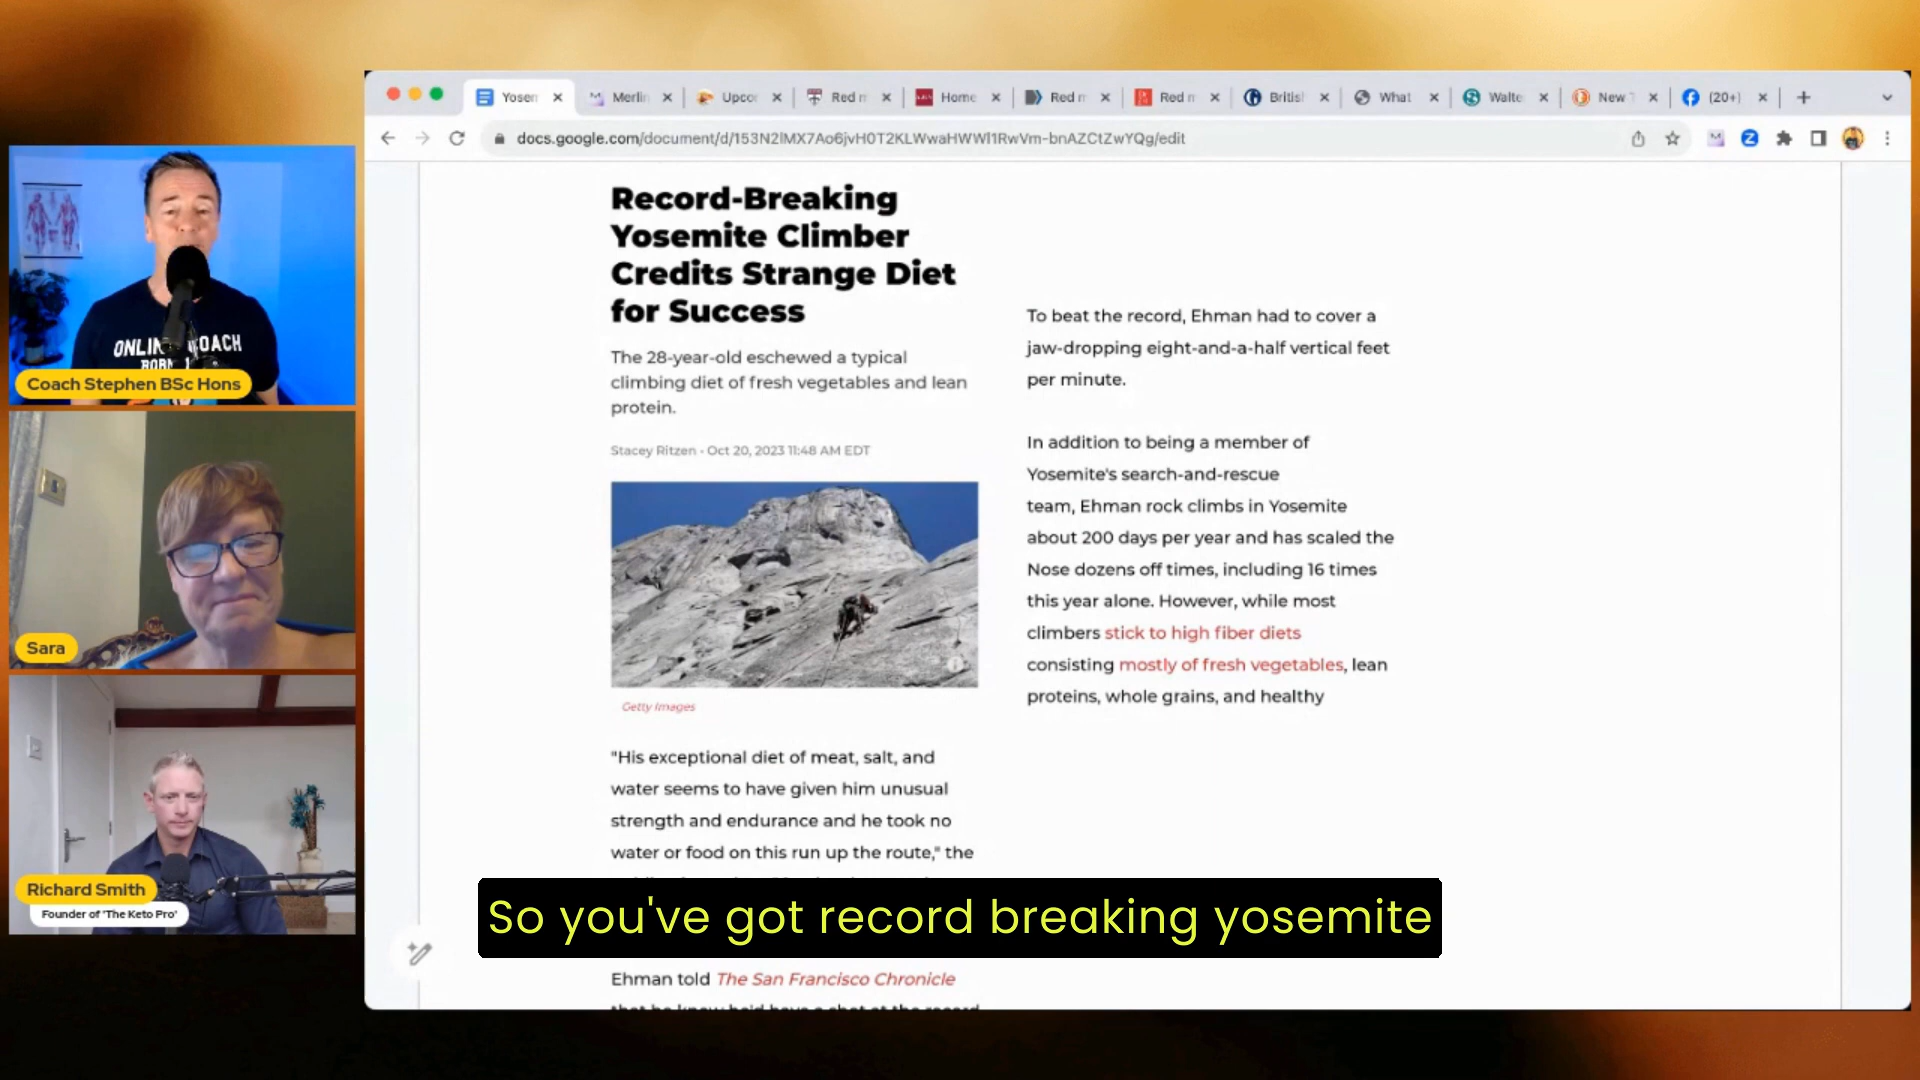 Yosem
Merlin
Upcor
Red m
Home
Red m
Red m
Britisl
What
Walte
New T
(20+)
docs.google.com/document/d/153N2lMX7Ao6jvH0T2KLWwaHWWl1RwVm-bnAZCtZwYQg/edit
ONLIN OACH
BORN
Coach Stephen BSc Hons
Sara
Richard Smith
Founder of 'The Keto Pro'
Record-Breaking
Yosemite Climber
Credits Strange Diet
for Success
The 28-year-old eschewed a typical
climbing diet of fresh vegetables and lean
protein.
Stacey Ritzen • Oct 20, 2023 11:48 AM EDT
Getty Images
"His exceptional diet of meat, salt, and
water seems to have given him unusual
strength and endurance and he took no
water or food on this run up the route," the
Ehman told The San Francisco Chronicle
To beat the record, Ehman had to cover a
jaw-dropping eight-and-a-half vertical feet
per minute.
In addition to being a member of
Yosemite's search-and-rescue
team, Ehman rock climbs in Yosemite
about 200 days per year and has scaled the
Nose dozens off times, including 16 times
this year alone. However, while most
climbers stick to high fiber diets
consisting mostly of fresh vegetables, lean
proteins, whole grains, and healthy
So you've got record breaking yosemite